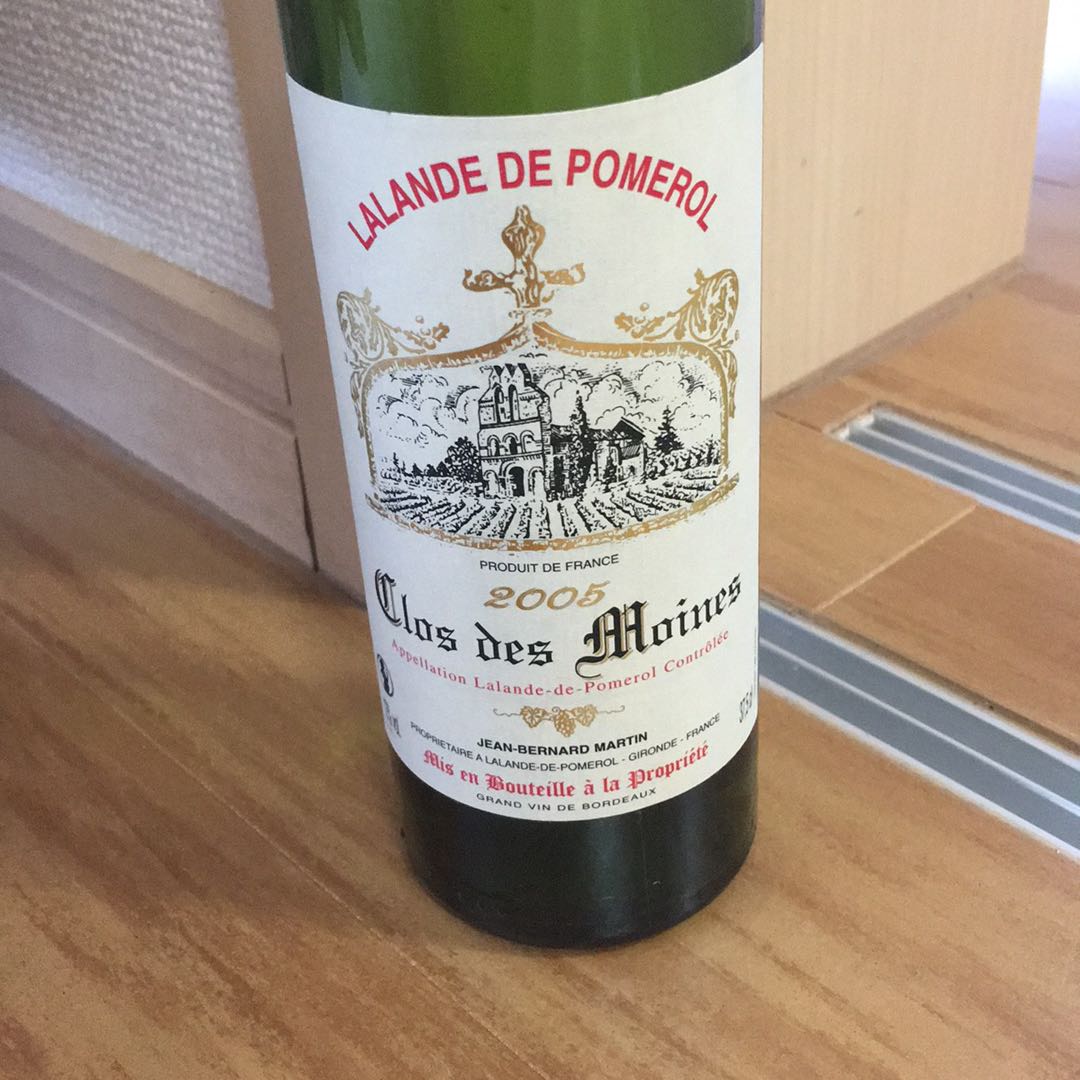 LALANDE DE POMEROL
PRODUIT DE FRANCE
2005
Clos des Moines
Appellation Lalande-de-Pomerol Contrôlée
JEAN-BERNARD MARTIN
PROPRIETAIRE A LALANDE-DE-POMEROL - GIRONDE - FRANCE
Mis en Bouteille à la Propriété
GRAND VIN DE BORDEAUX